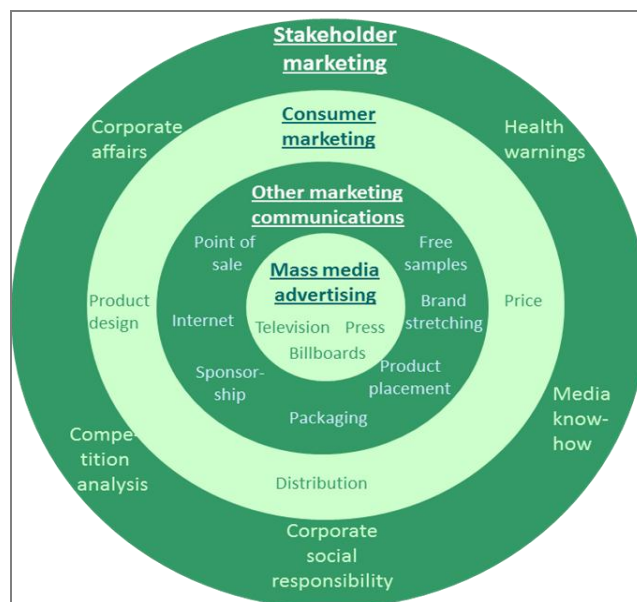 Stakeholder
marketing
Corporate
affairs
Health
warnings
Consumer
marketing
Product
design
Price
Distribution
Other marketing
communications
Point of
sale
Free
samples
Internet
Brand
stretching
Sponsor-
ship
Product
placement
Packaging
Mass media
advertising
Television Press
Billboards
Compe-
tition
analysis
Media
know-
how
Corporate
social
responsibility